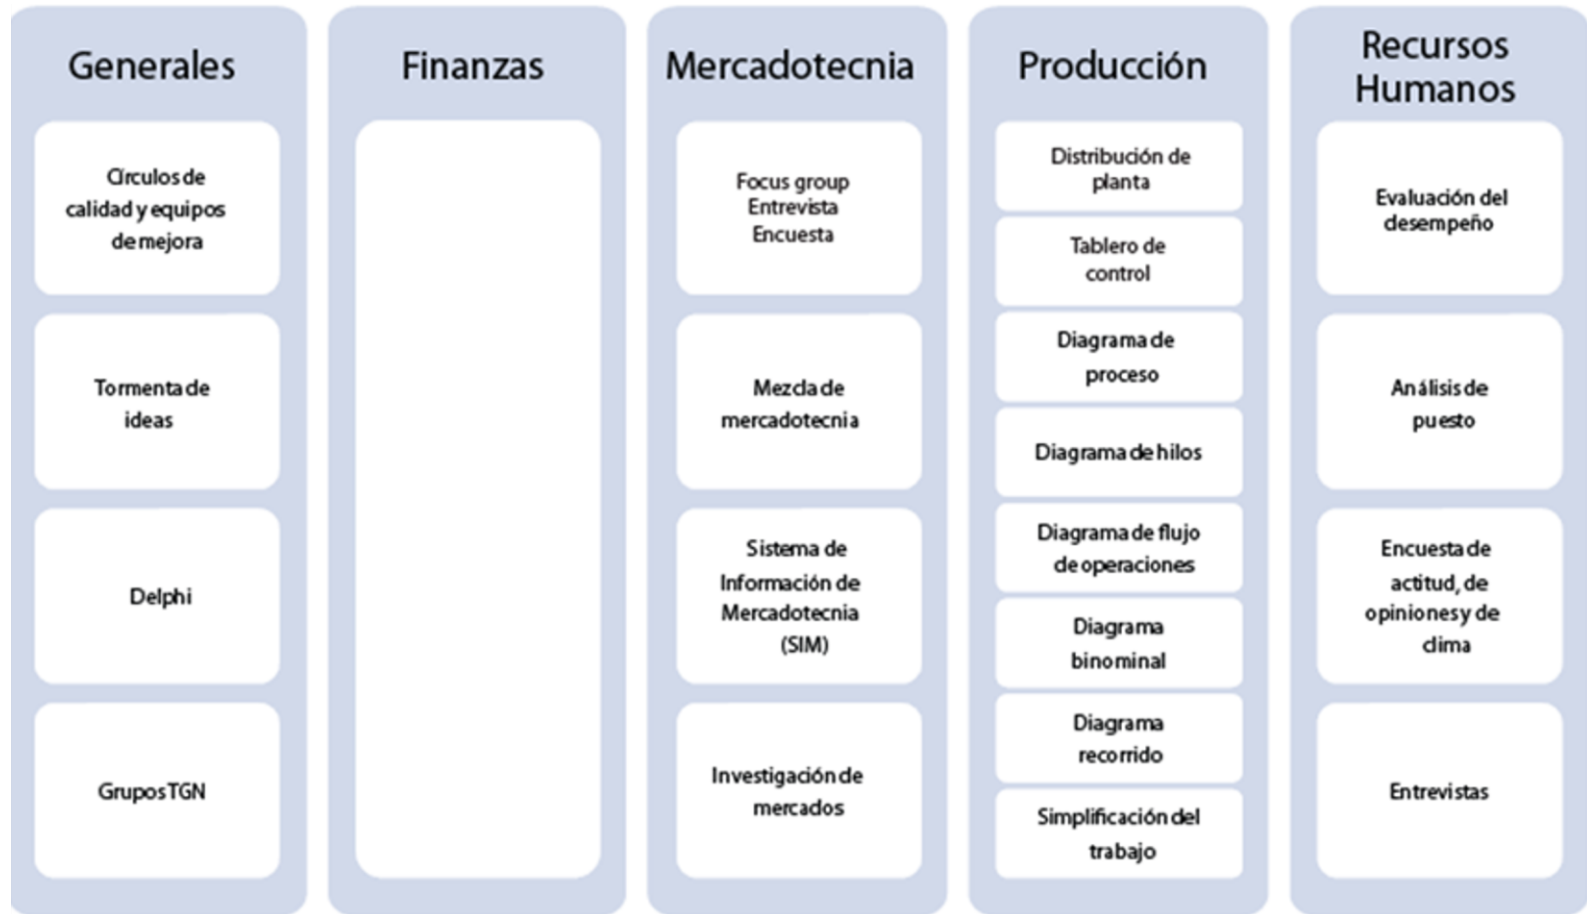 Generales
Círculos de
calidad y equipos
de mejora
Tormenta de
ideas
Delphi
Grupos TGN
Finanzas
Mercadotecnia
Focus group
Entrevista
Encuesta
Mezcla de
mercadotecnia
Sistema de
Información de
Mercadotecnia
(SIM)
Investigación de
mercados
Producción
Distribución de
planta
Tablero de
control
Diagrama de
proceso
Diagrama de hilos
Diagrama de flujo
de operaciones
Diagrama
binominal
Diagrama
recorrido
Simplificación del
trabajo
Recursos
Humanos
Evaluación del
desempeño
Análisis de
puesto
Encuesta de
actitud, de
opiniones y de
clima
Entrevistas